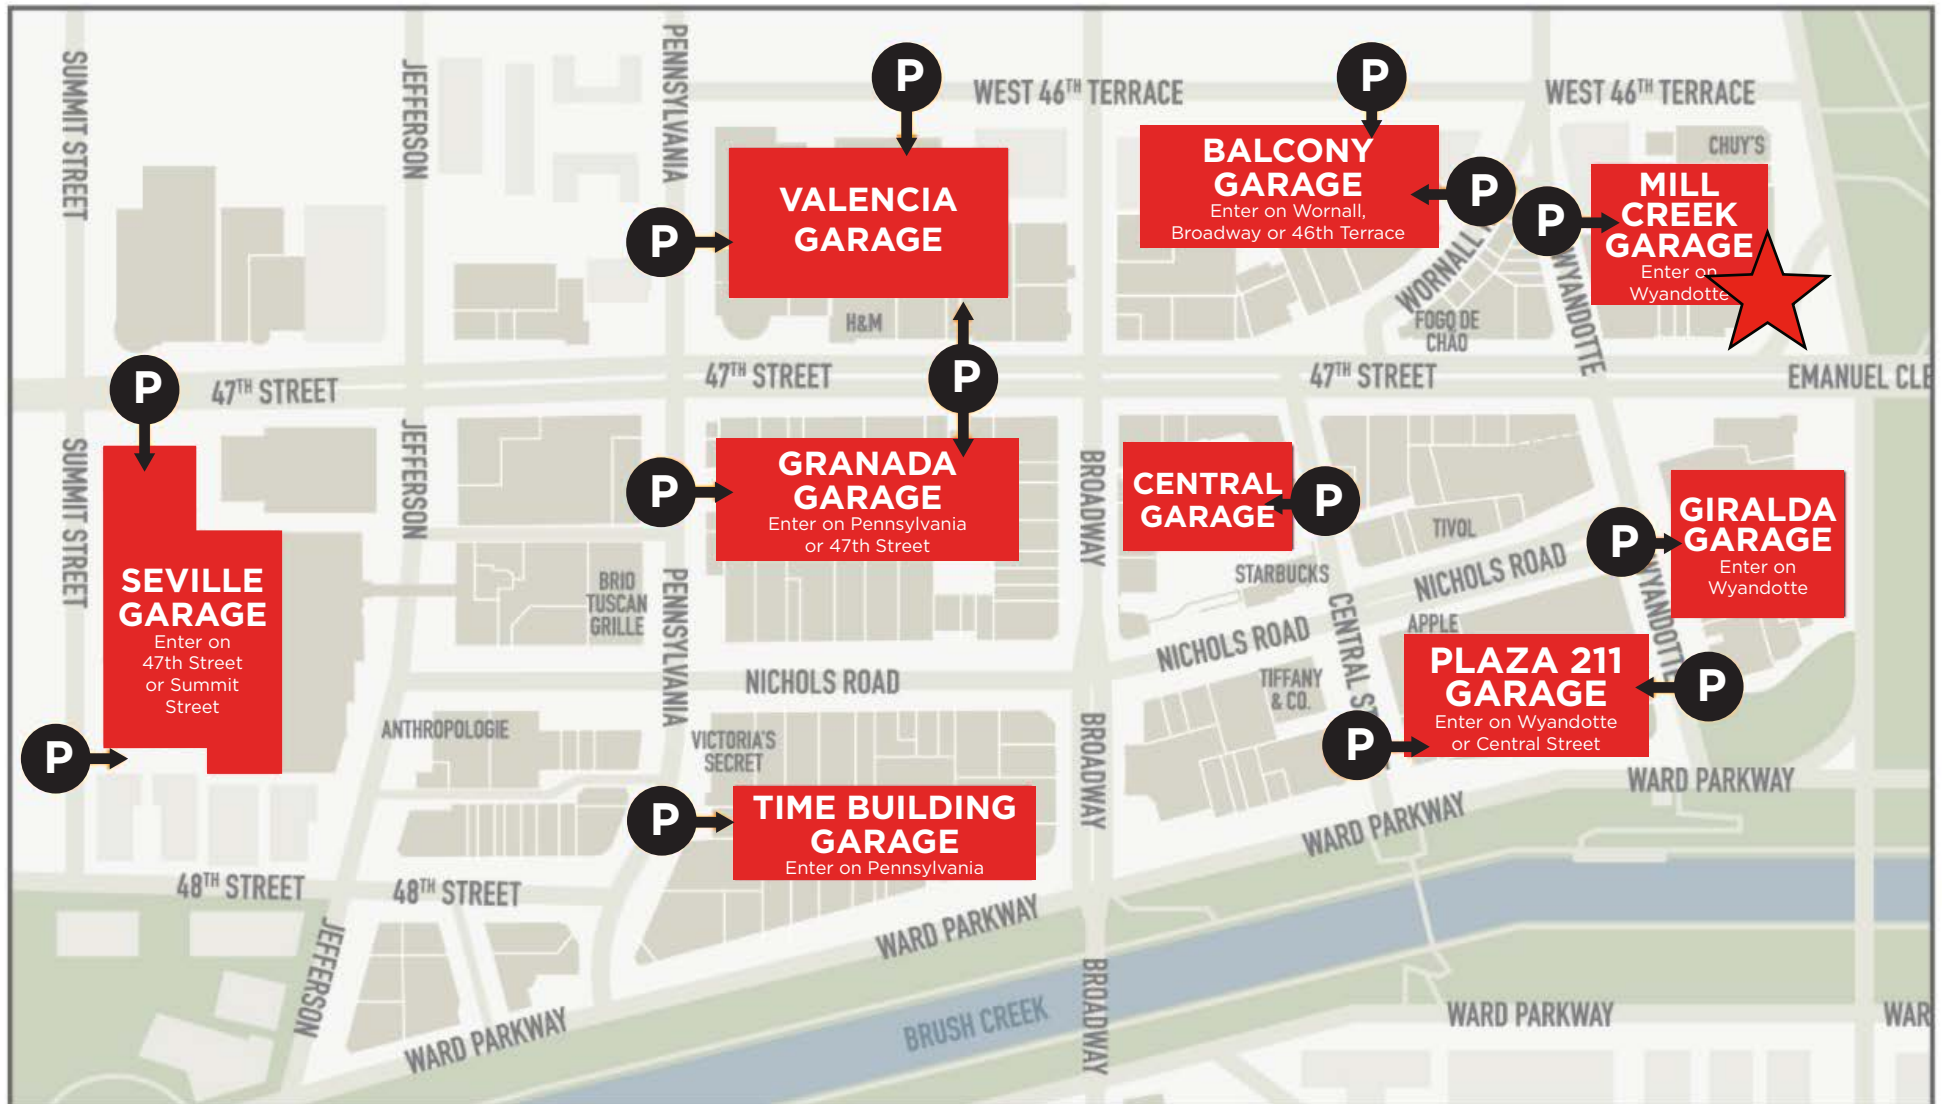 SUMMIT STREET
JEFFERSON
PENNSYLVANIA
P
WEST 46TH TERRACE
P
WEST 46TH TERRACE
CHUY'S
VALENCIA
GARAGE
P
BALCONY
GARAGE
Enter on Wornall,
Broadway or 46th Terrace
P
P
MILL
CREEK
GARAGE
Enter on
Wyandotte
WORNALL
WYANDOTTE
H&M
FOGO DE
CHAO
P
47TH STREET
47TH STREET
P
47TH STREET
EMANUEL CLE
SUMMIT STREET
JEFFERSON
P
GRANADA
GARAGE
Enter on Pennsylvania
or 47th Street
BROADWAY
CENTRAL
GARAGE
P
TIVOL
P
GIRALDA
GARAGE
Enter on
Wyandotte
SEVILLE
GARAGE
Enter on
47th Street
or Summit
Street
P
BRIO
TUSCAN
GRILLE
PENNSYLVANIA
STARBUCKS
NICHOLS ROAD
NICHOLS ROAD
NICHOLS ROAD
CENTRAL S
APPLE
WYANDOTTE
TIFFANY
& CO.
PLAZA 211
GARAGE
Enter on Wyandotte
or Central Street
P
P
ANTHROPOLOGIE
VICTORIA'S
SECRET
BROADWAY
P
TIME BUILDING
GARAGE
Enter on Pennsylvania
WARD PARKWAY
WARD PARKWAY
48TH STREET
48TH STREET
JEFFERSON
WARD PARKWAY
WARD PARKWAY
BRUSH CREEK
BROADWAY
WARD PARKWAY
WAR